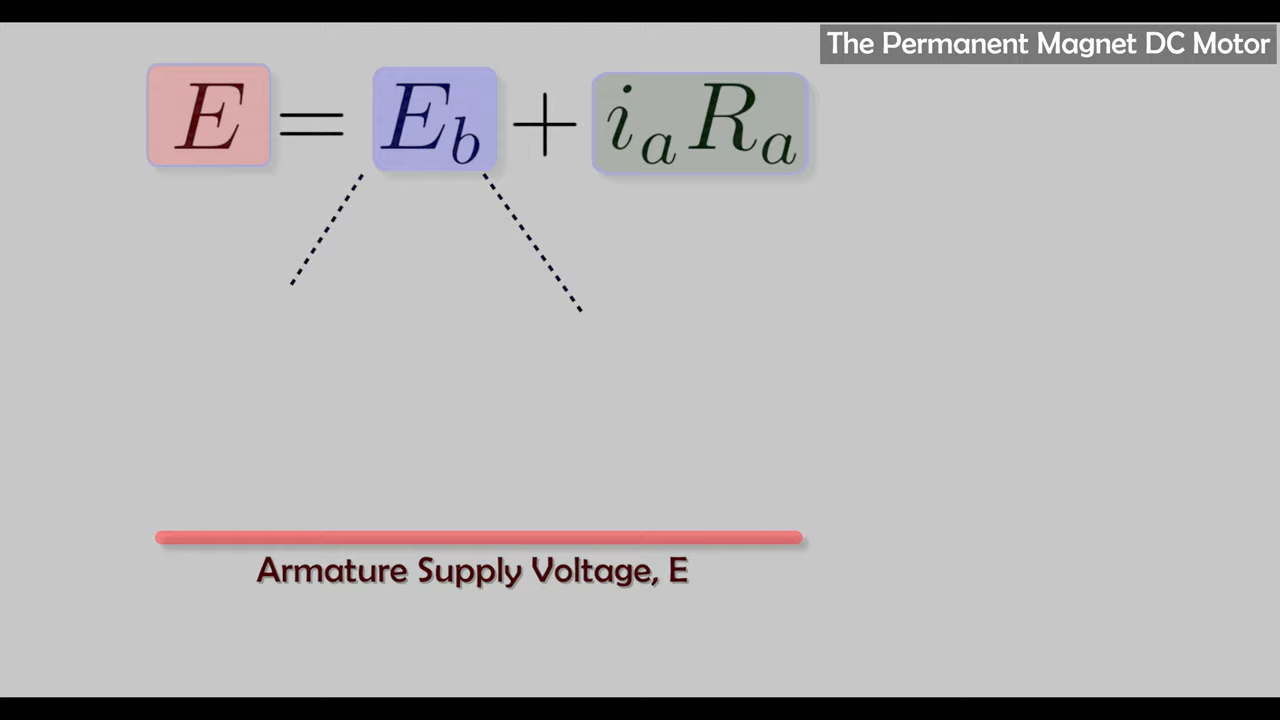 The Permanent Magnet DC Motor
E = E_b + i_a R_a
Armature Supply Voltage, E